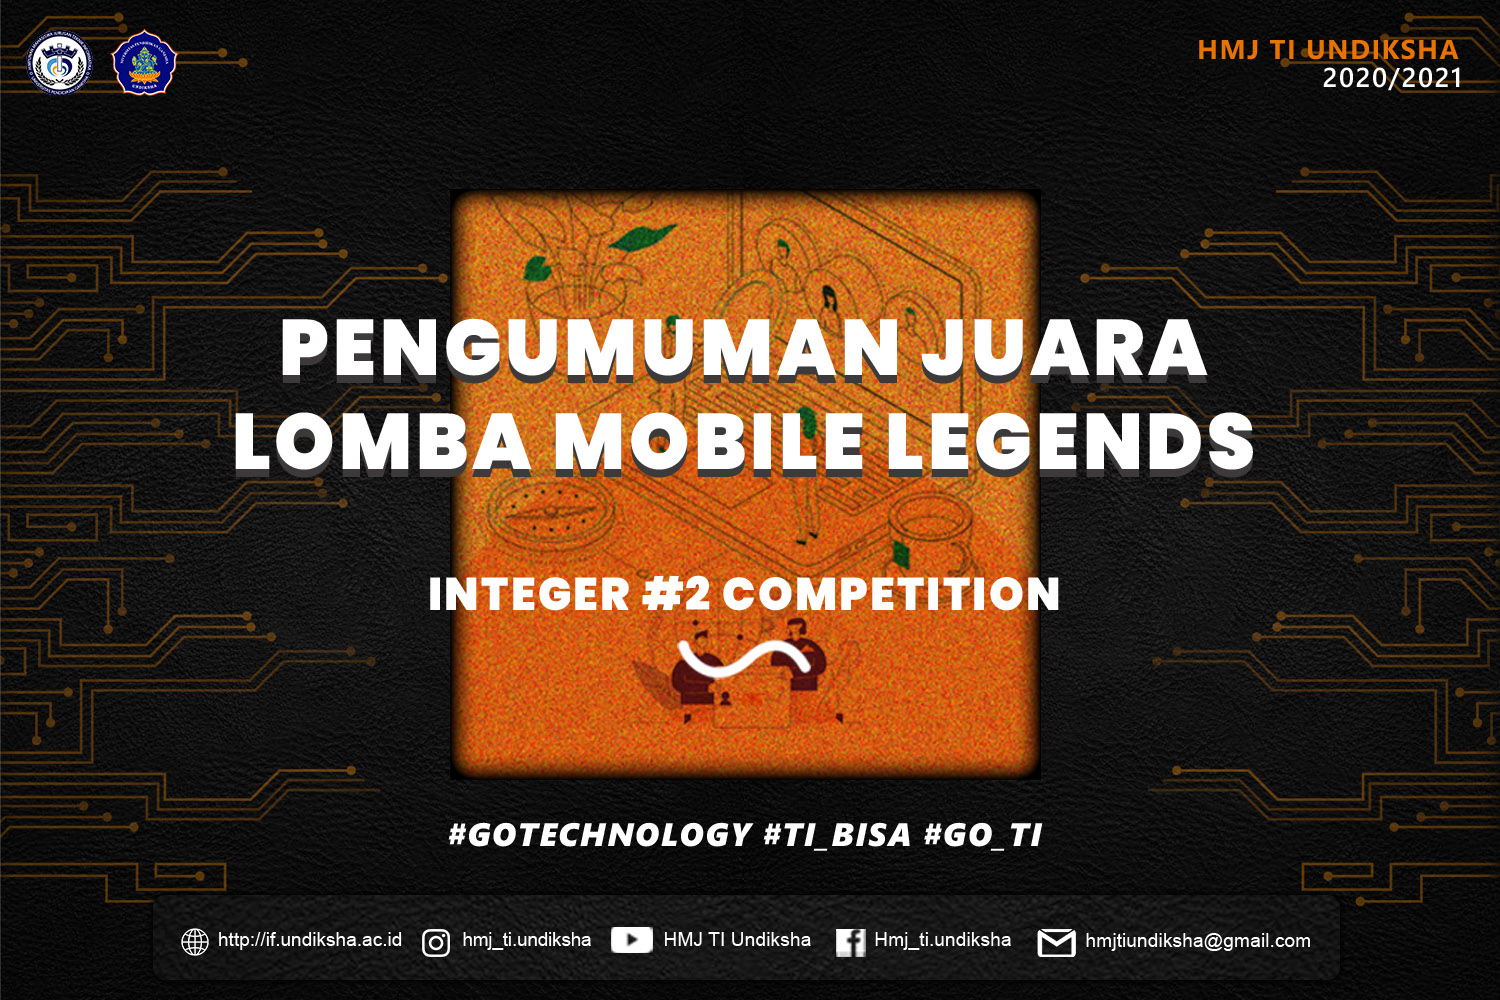 HMJ TI UNDIKSHA
2020/2021
PENGUMUMAN JUARA
LOMBA MOBILE LEGENDS
INTEGER #2 COMPETITION
#GOTECHNOLOGY #TI_BISA #GO_TI
http://if.undiksha.ac.id
hmj_ti.undiksha
HMJ TI Undiksha
Hmj_ti.undiksha
hmjtiundiksha@gmail.com